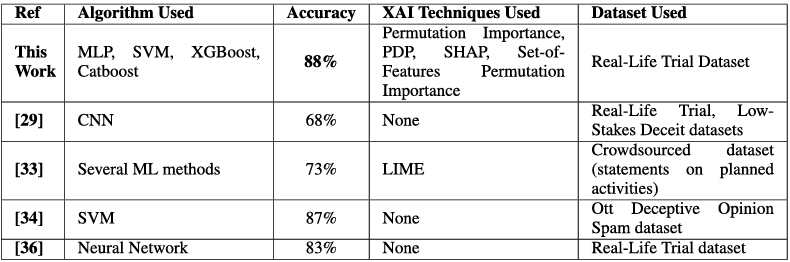 Ref Algorithm Used Accuracy XAI Techniques Used Dataset Used
This Work MLP, SVM, XGBoost, Catboost 88% Permutation Importance, PDP, SHAP, Set-of-Features Permutation Importance Real-Life Trial Dataset
[29] CNN 68% None Real-Life Trial, Low-Stakes Deceit datasets
[33] Several ML methods 73% LIME Crowdsourced dataset (statements on planned activities)
[34] SVM 87% None Ott Deceptive Opinion Spam dataset
[36] Neural Network 83% None Real-Life Trial dataset